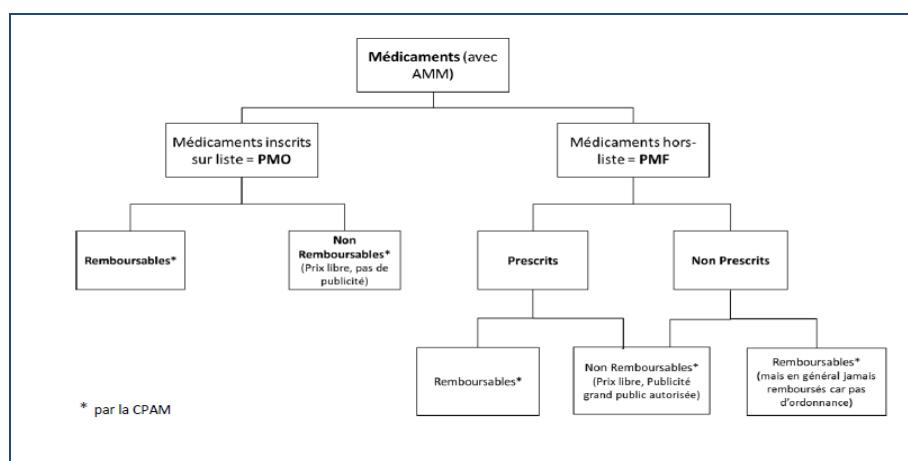 Médicaments (avec
AMM)
Médicaments inscrits
sur liste = PMO
Médicaments hors-
liste = PMF
Remboursables*
Non
Remboursables*
(Prix libre, pas de
publicité)
Prescrits
Non Prescrits
Remboursables*
Non Remboursables*
(Prix libre, Publicité
grand public autorisée)
Remboursables*
(mais en général jamais
remboursés car pas
d'ordonnance)
* par la CPAM